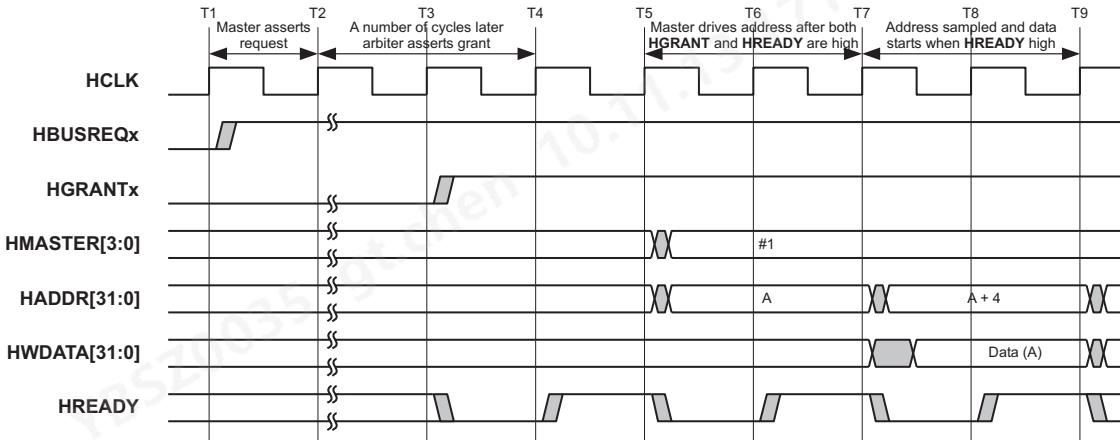 T1 T2 T3 T4 T5 T6 T7 T8 T9
Master asserts
request
A number of cycles later
arbiter asserts grant
Master drives address after both
HGRANT and HREADY are high
Address sampled and data
starts when HREADY high
HCLK
HBUSREQx
HGRANTx
HMASTER[3:0] #1
HADDR[31:0] A A + 4
HWDATA[31:0] Data (A)
HREADY